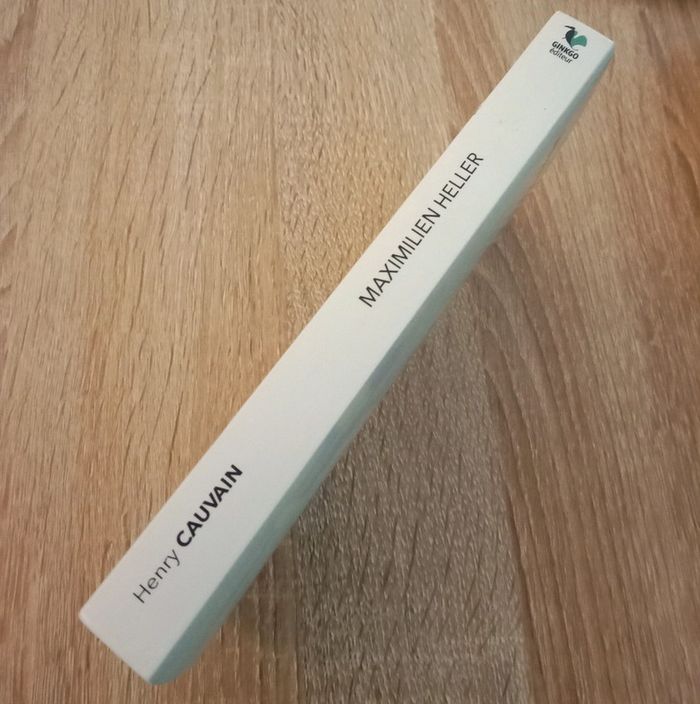 Henry CAUVAIN
MAXIMILIEN HELLER
GINKGO
éditeur